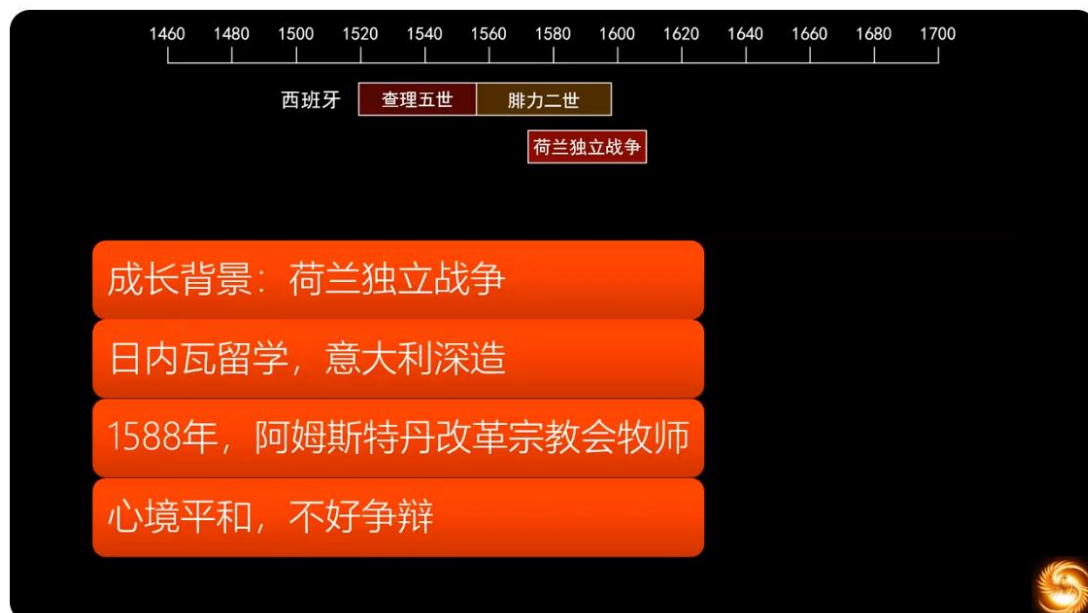 1460 1480 1500 1520 1540 1560 1580 1600 1620 1640 1660 1680 1700
西班牙 查理五世 腓力二世
荷兰独立战争
成长背景：荷兰独立战争
日内瓦留学，意大利深造
1588年，阿姆斯特丹改革宗教会牧师
心境平和，不好争辩